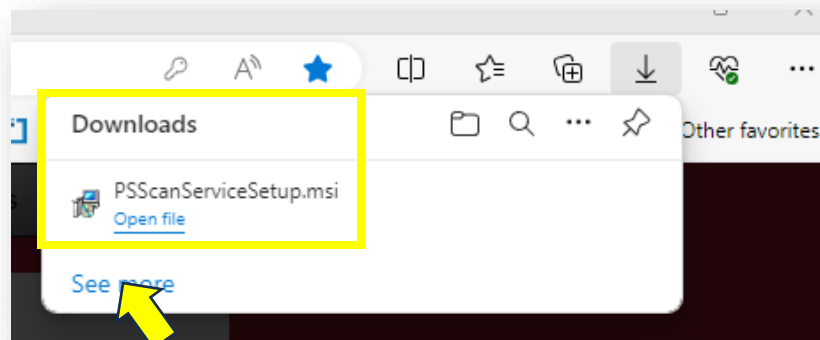 Downloads
Other favorites
PSScanServiceSetup.msi
Open file
See more